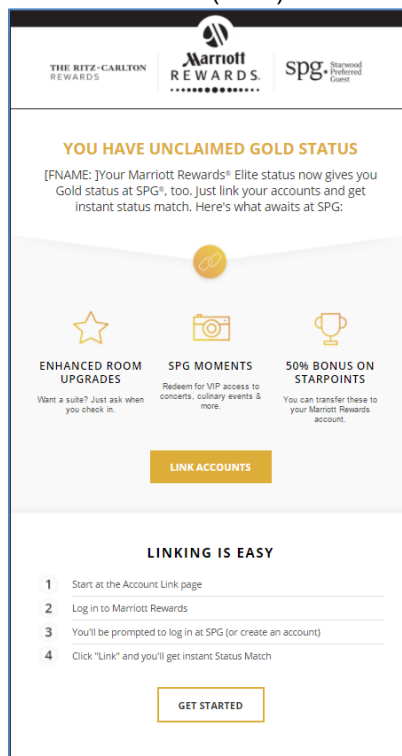 THE RITZ-CARLTON
REWARDS
Marriott
REWARDS.
spg.
Starwood
Preferred
Guest
YOU HAVE UNCLAIMED GOLD STATUS
[FNAME: ]Your Marriott Rewards® Elite status now gives you
Gold status at SPG®, too. Just link your accounts and get
instant status match. Here's what awaits at SPG:
ENHANCED ROOM
UPGRADES
Want a suite? Just ask when
you check in.
SPG MOMENTS
Redeem for VIP access to
concerts, culinary events &
more.
50% BONUS ON
STARPOINTS
You can transfer these to
your Marriott Rewards
account.
LINK ACCOUNTS
LINKING IS EASY
1 Start at the Account Link page
2 Log in to Marriott Rewards
3 You'll be prompted to log in at SPG (or create an account)
4 Click "Link" and you'll get instant Status Match
GET STARTED